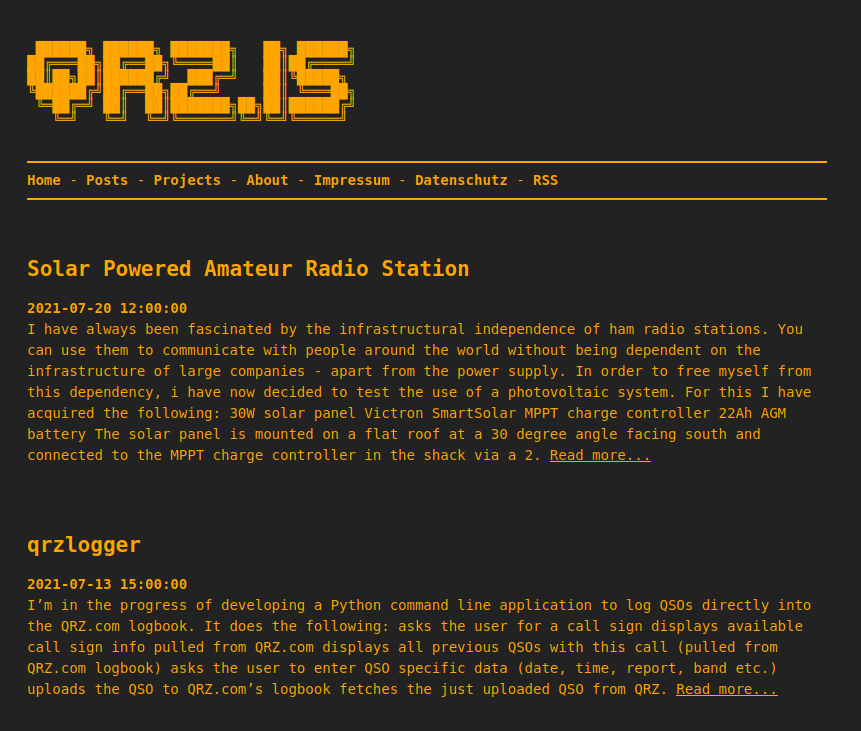 QRZ.IS
Home - Posts - Projects - About - Impressum - Datenschutz - RSS
Solar Powered Amateur Radio Station
2021-07-20 12:00:00
I have always been fascinated by the infrastructural independence of ham radio stations. You
can use them to communicate with people around the world without being dependent on the
infrastructure of large companies - apart from the power supply. In order to free myself from
this dependency, i have now decided to test the use of a photovoltaic system. For this I have
acquired the following: 30W solar panel Victron SmartSolar MPPT charge controller 22Ah AGM
battery The solar panel is mounted on a flat roof at a 30 degree angle facing south and
connected to the MPPT charge controller in the shack via a 2. Read more...
qrzlogger
2021-07-13 15:00:00
I’m in the progress of developing a Python command line application to log QSOs directly into
the QRZ.com logbook. It does the following: asks the user for a call sign displays available
call sign info pulled from QRZ.com displays all previous QSOs with this call (pulled from
QRZ.com logbook) asks the user to enter QSO specific data (date, time, report, band etc.)
uploads the QSO to QRZ.com’s logbook fetches the just uploaded QSO from QRZ. Read more...